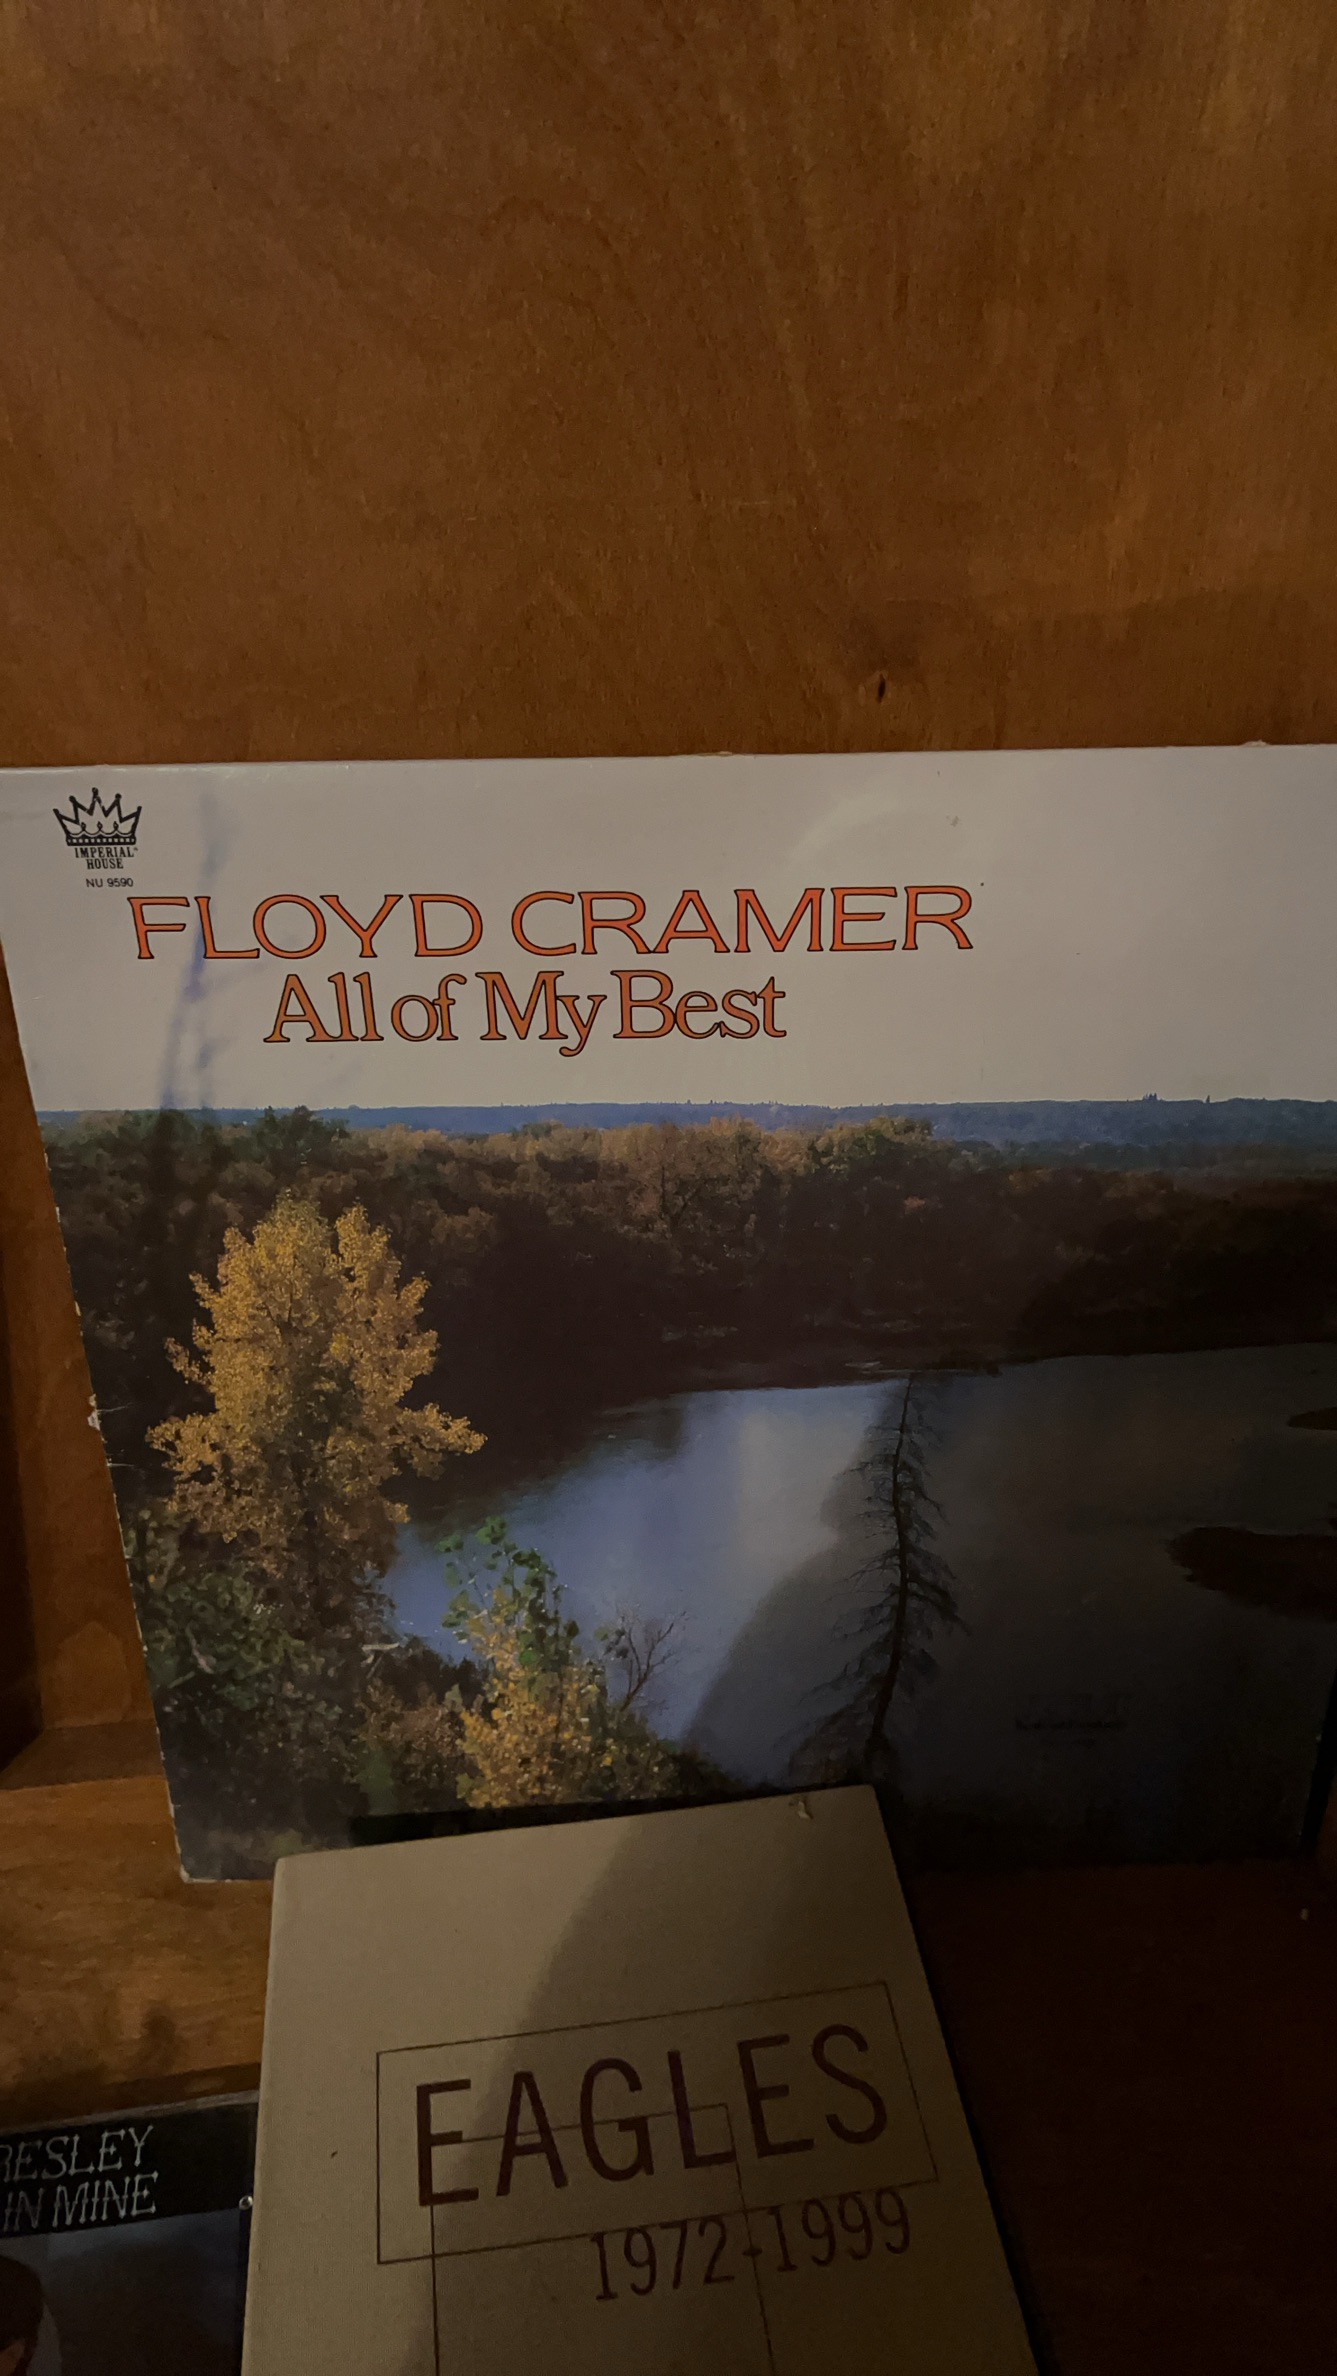 IMPERIAL
HOUSE
NU 9590
FLOYD CRAMER
All of My Best
EAGLES
1972-1999
RESLEY
IN MINE